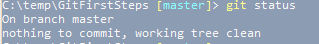 C:\temp\GitFirstSteps [master]> git status
On branch master
nothing to commit, working tree clean